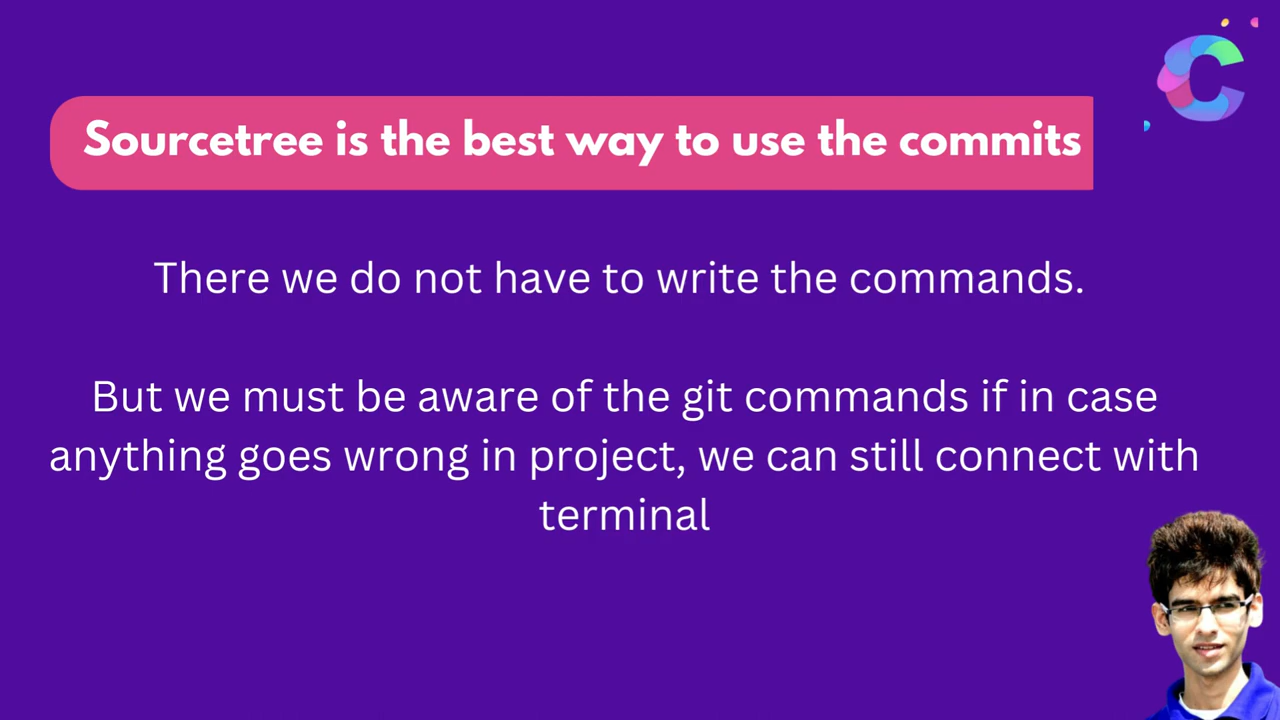 Sourcetree is the best way to use the commits
There we do not have to write the commands.
But we must be aware of the git commands if in case
anything goes wrong in project, we can still connect with
terminal